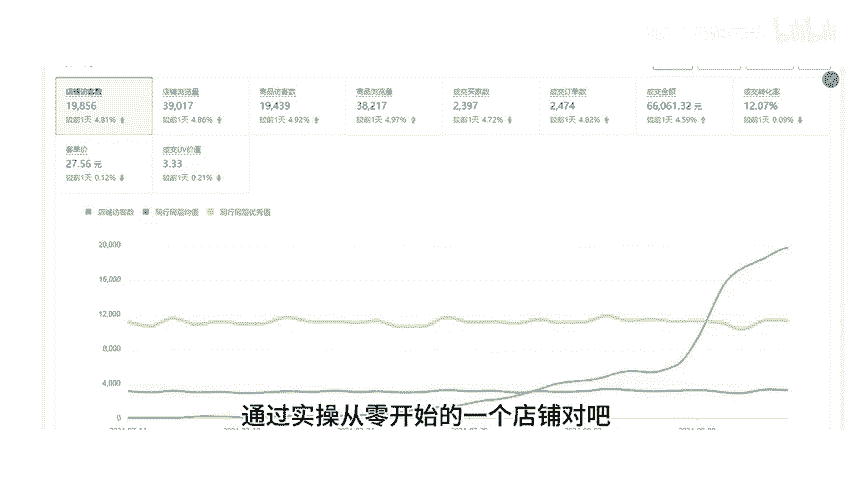 店铺访客数 店铺浏览量 商品访客数 商品浏览量 成交买家数 成交订单数 成交金额 成交转化率
19,856 39,017 19,439 38,217 2,397 2,474 66,061.32 元 12.07%
较前1天 4.81% 较前1天 4.86% 较前1天 4.92% 较前1天 4.97% 较前1天 4.72% 较前1天 4.82% 较前1天 4.59% 较前1天 0.09%
客单价 成交UV价值
27.56 元 3.33
较前1天 0.12% 较前1天 0.21%
店铺访客数 同行同层均值 同行同层优秀值
20,000
16,000
12,000
8,000
4,000
0
通过实操从零开始的一个店铺对吧